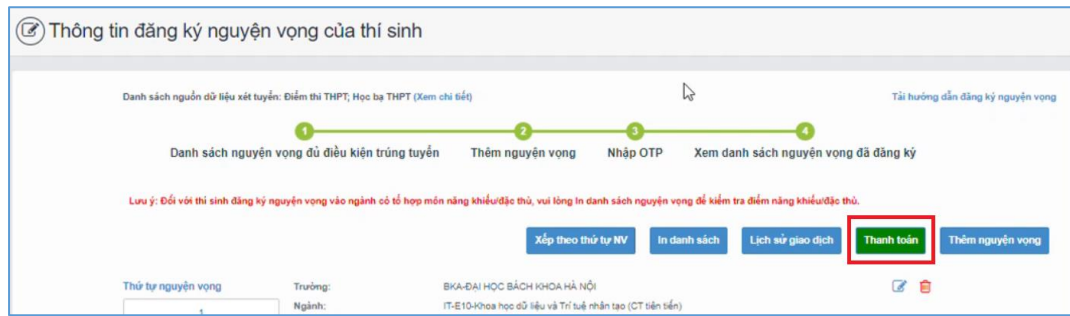 Thông tin đăng ký nguyện vọng của thí sinh
Danh sách nguồn dữ liệu xét tuyển: Điểm thi THPT; Học bạ THPT (Xem chi tiết)
Tải hướng dẫn đăng ký nguyện vọng
1 2 3 4
Danh sách nguyện vọng đủ điều kiện trúng tuyển Thêm nguyện vọng Nhập OTP Xem danh sách nguyện vọng đã đăng ký
Lưu ý: Đối với thí sinh đăng ký nguyện vọng vào ngành có tổ hợp môn năng khiếu/đặc thù, vui lòng In danh sách nguyện vọng để kiểm tra điểm năng khiếu/đặc thù.
Xếp theo thứ tự NV In danh sách Lịch sử giao dịch Thanh toán Thêm nguyện vọng
Thứ tự nguyện vọng Trường: BKA-ĐẠI HỌC BÁCH KHOA HÀ NỘI
1 Ngành: IT-E10-Khoa học dữ liệu và Trí tuệ nhân tạo (CT tiên tiến)